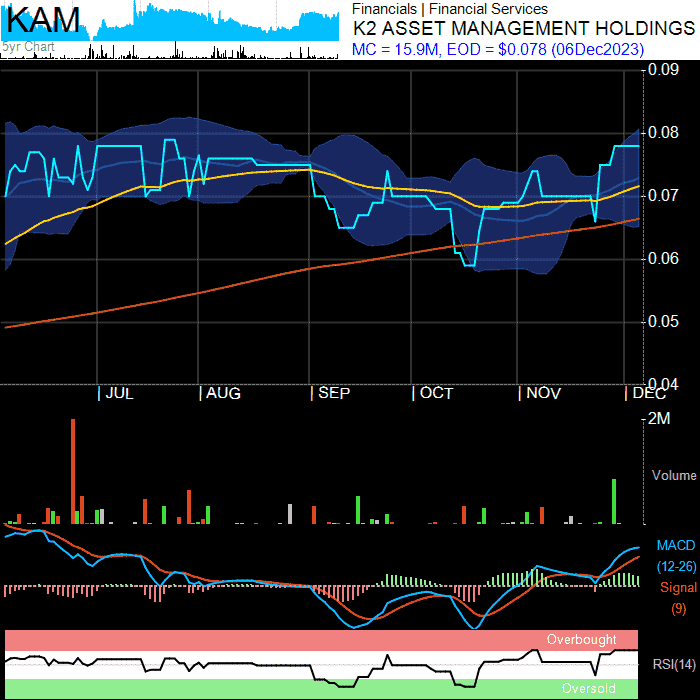 KAM
5yr Chart
Financials | Financial Services
K2 ASSET MANAGEMENT HOLDINGS
MC = 15.9M, EOD = $0.078 (06Dec2023)
0.09
0.08
0.07
0.06
0.05
0.04
| JUL | AUG | SEP | OCT | NOV | DEC
2M
Volume
MACD
(12-26)
Signal
(9)
Overbought
RSI(14)
Oversold